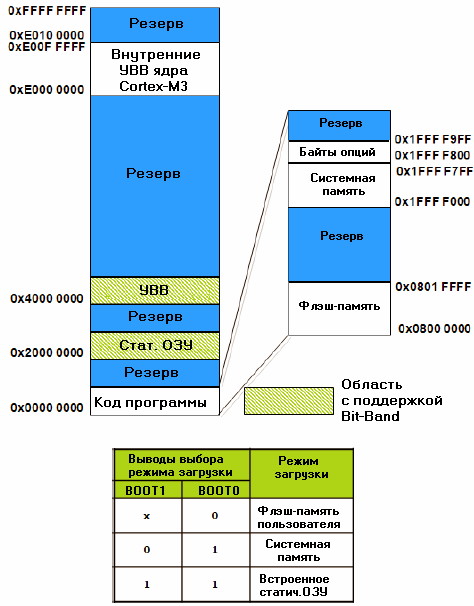 0xFFFF FFFF
Резерв
0xE010 0000
0xE00F FFFF
Внутренние
УВВ ядра
Cortex-M3
0xE000 0000
Резерв
УВВ
0x4000 0000
Резерв
Стат. ОЗУ
0x2000 0000
Резерв
Код программы
0x0000 0000
Резерв
0x1FFF F9FF
Байты опций
0x1FFF F800
0x1FFF F7FF
Системная
память
0x1FFF F000
Резерв
0x0801 FFFF
Флэш-память
0x0800 0000
Область
с поддержкой
Bit-Band
Выводы выбора
режима загрузки
Режим
загрузки
BOOT1 BOOT0
x 0 Флэш-память
пользователя
0 1 Системная
память
1 1 Встроенное
статич.ОЗУ